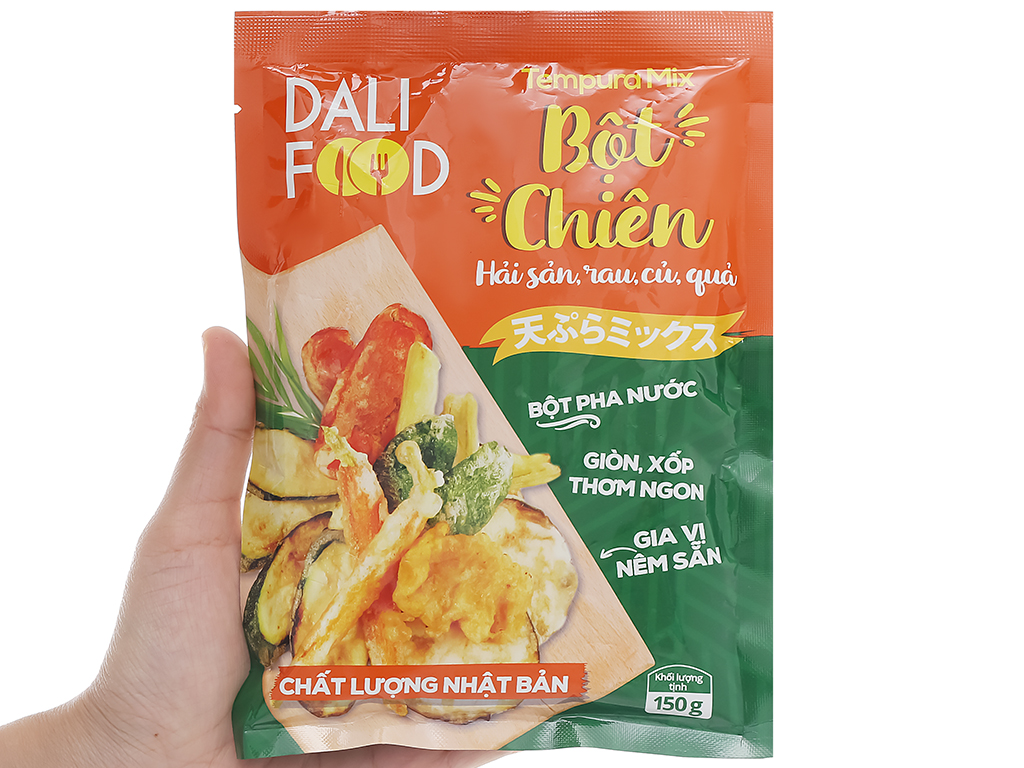 DALI
FOOD
Tempura Mix
Bột
Chiên
Hải sản, rau, củ, quả
天ぷらミックス
BỘT PHA NƯỚC
GIÒN, XỐP
THƠM NGON
GIA VỊ
NÊM SẴN
CHẤT LƯỢNG NHẬT BẢN
Khối lượng
tịnh
150 g